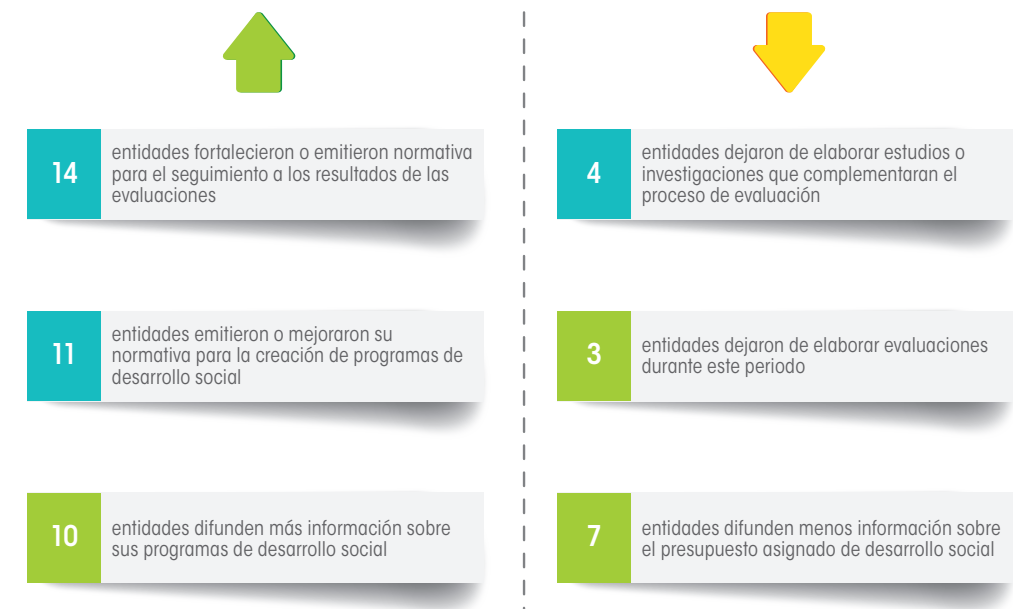 14
entidades fortalecieron o emitieron normativa
para el seguimiento a los resultados de las
evaluaciones
11
entidades emitieron o mejoraron su
normativa para la creación de programas de
desarrollo social
10
entidades difunden más información sobre
sus programas de desarrollo social
4
entidades dejaron de elaborar estudios o
investigaciones que complementaran el
proceso de evaluación
3
entidades dejaron de elaborar evaluaciones
durante este periodo
7
entidades difunden menos información sobre
el presupuesto asignado de desarrollo social